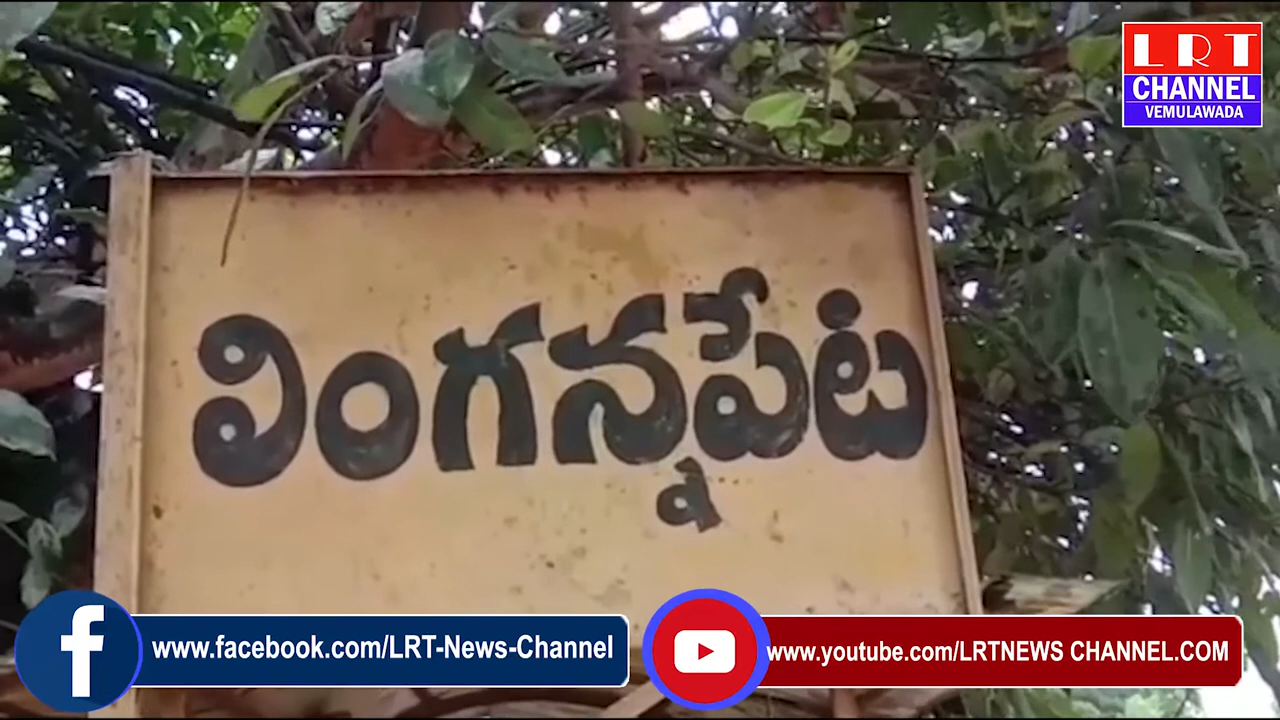 LRT
CHANNEL
VEMULAWADA
లింగన్నపేట
www.facebook.com/LRT-News-Channel
www.youtube.com/LRTNEWS CHANNEL.COM